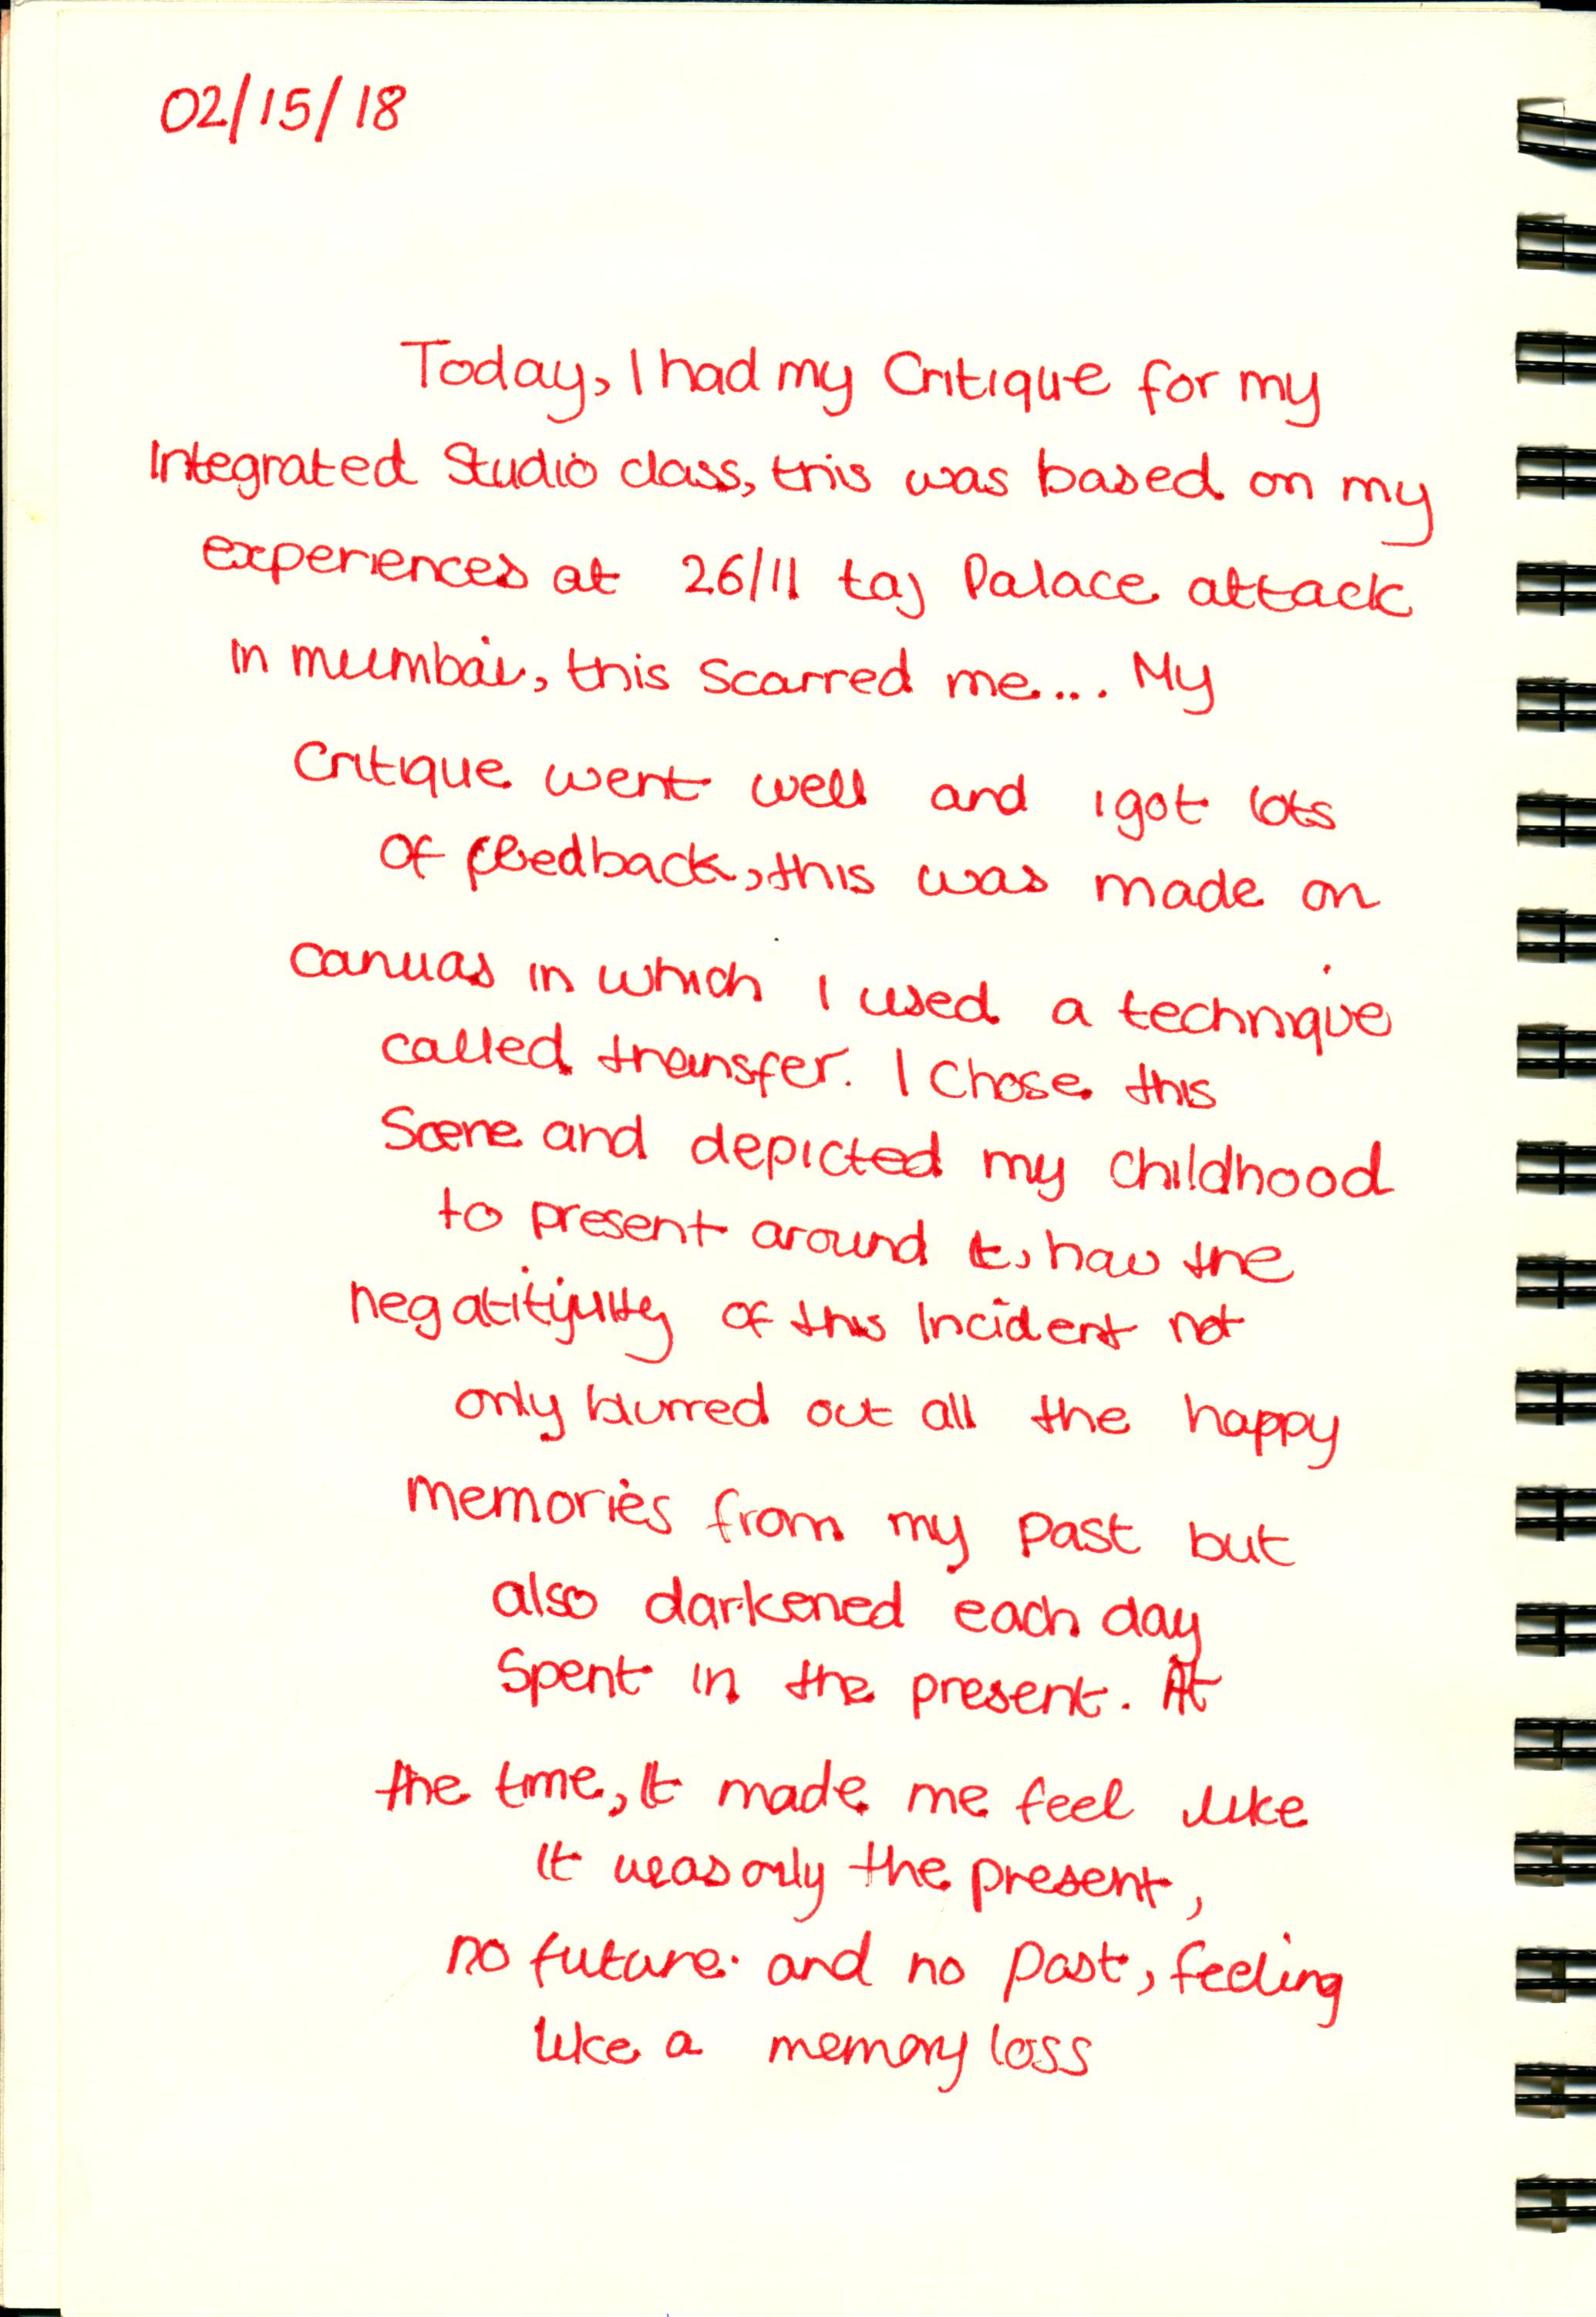 02/15/18
Today, I had my Critique for my
Integrated Studio class, this was based on my
experiences at 26/11 taj Palace attack
in mumbai, this Scarred me.... My
Critique went well and i got lots
of feedback, this was made on
canvas in which I used a technique
called transfer. I chose this
Scene and depicted my childhood
to present around it, how the
negatitivity of this Incident not
only blurred out all the happy
memories from my past but
also darkened each day
Spent in the present. At
the time, It made me feel like
It was only the present,
no future and no past, feeling
like a memory loss